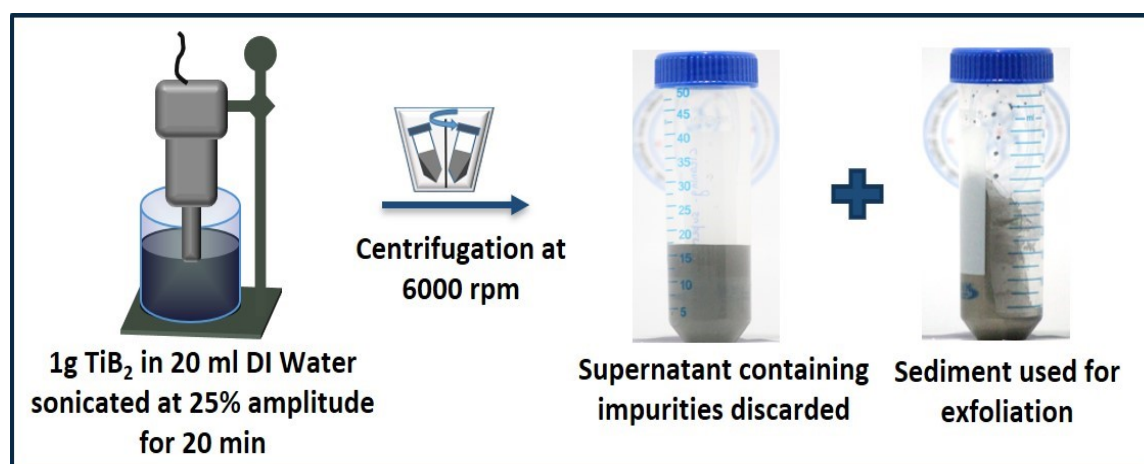 1g TiB₂ in 20 ml DI Water
sonicated at 25% amplitude
for 20 min
Centrifugation at
6000 rpm
50
45
40
35
30
25
20
15
10
5
Supernatant containing
impurities discarded
ml
Sediment used for
exfoliation